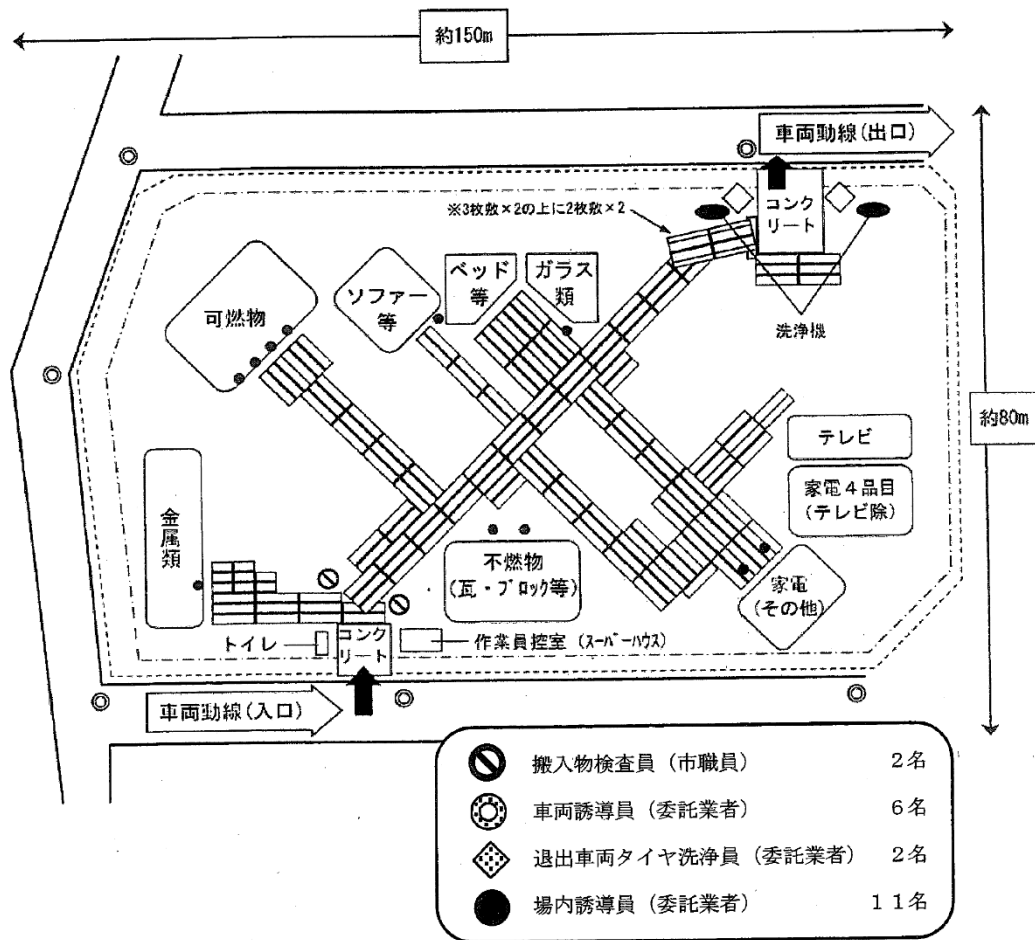 約150m
車両動線(出口)
※3枚敷×2の上に2枚敷×2
コンク
リート
ベッド
等
ガラス
類
ソファー
等
可燃物
洗浄機
約80m
テレビ
家電4品目
(テレビ除)
金属類
不燃物
(瓦・ブロック等)
家電
(その他)
トイレ
コンク
リート
作業員控室 (スーパーハウス)
車両動線(入口)
搬入物検査員(市職員) 2名
車両誘導員(委託業者) 6名
退出車両タイヤ洗浄員(委託業者) 2名
場内誘導員(委託業者) 11名